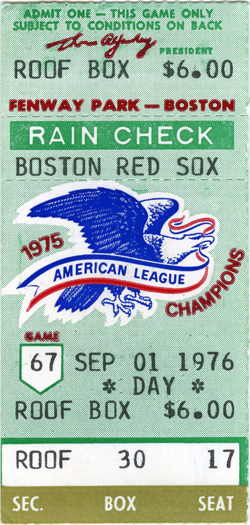 ADMIT ONE — THIS GAME ONLY
SUBJECT TO CONDITIONS ON BACK
PRESIDENT
ROOF BOX $6.00
FENWAY PARK — BOSTON
RAIN CHECK
BOSTON RED SOX
1975
AMERICAN LEAGUE
CHAMPIONS
GAME
67 SEP 01 1976
* DAY *
ROOF BOX $6.00
ROOF 30 17
SEC. BOX SEAT